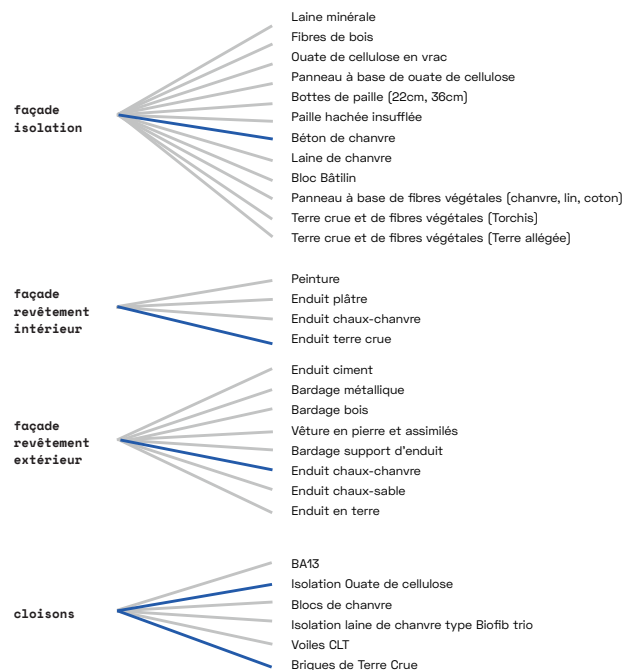 façade
isolation
Laine minérale
Fibres de bois
Ouate de cellulose en vrac
Panneau à base de ouate de cellulose
Bottes de paille (22cm, 36cm)
Paille hachée insufflée
Béton de chanvre
Laine de chanvre
Bloc Bâtilin
Panneau à base de fibres végétales (chanvre, lin, coton)
Terre crue et de fibres végétales (Torchis)
Terre crue et de fibres végétales (Terre allégée)
façade
revêtement
intérieur
Peinture
Enduit plâtre
Enduit chaux-chanvre
Enduit terre crue
façade
revêtement
extérieur
Enduit ciment
Bardage métallique
Bardage bois
Vêture en pierre et assimilés
Bardage support d'enduit
Enduit chaux-chanvre
Enduit chaux-sable
Enduit en terre
cloisons
BA13
Isolation Ouate de cellulose
Blocs de chanvre
Isolation laine de chanvre type Biofib trio
Voiles CLT
Briques de Terre Crue